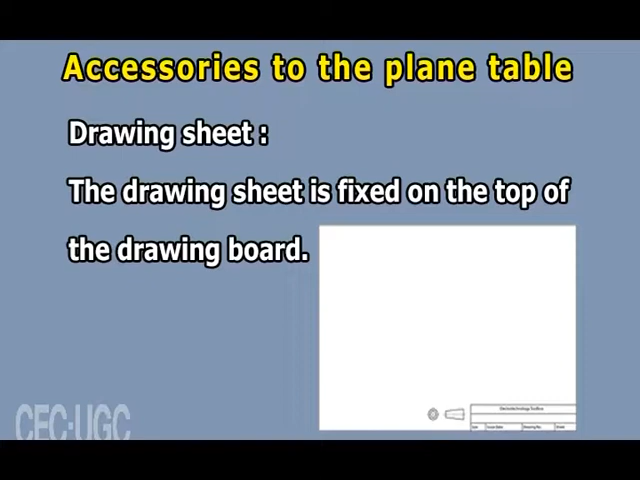 Accessories to the plane table
Drawing sheet :
The drawing sheet is fixed on the top of
the drawing board.
CEC-UGC